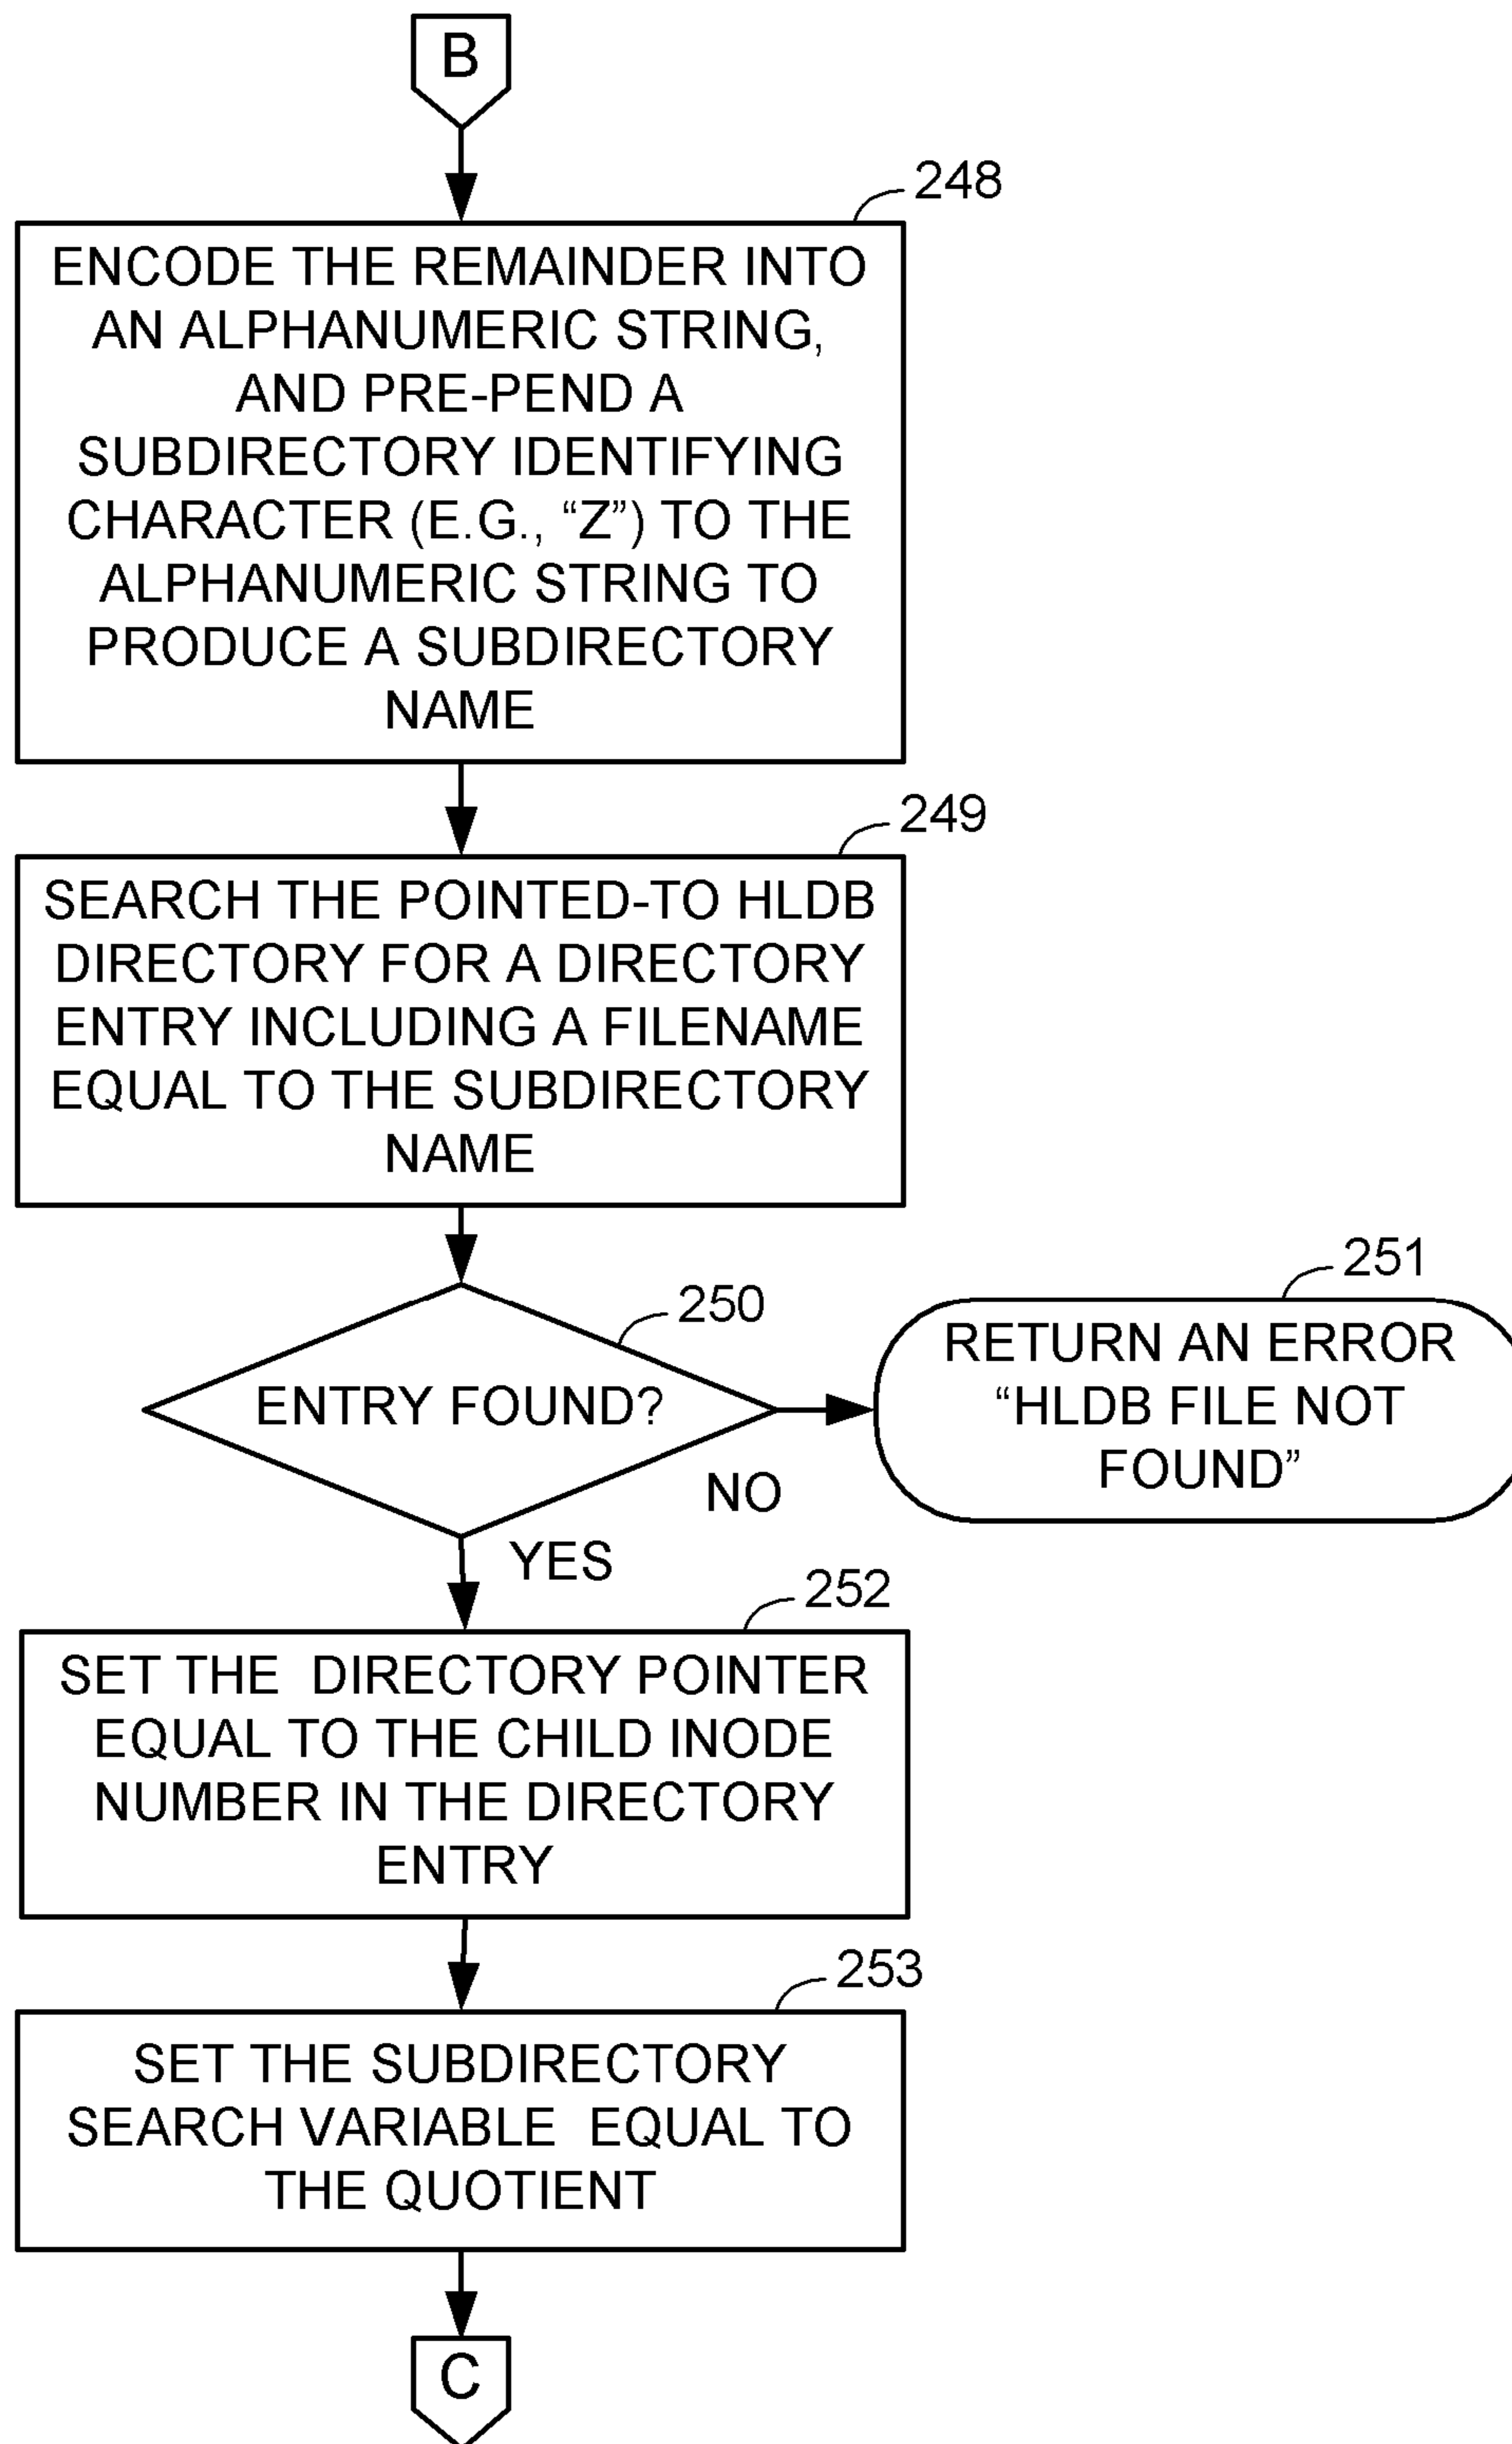 B
248
ENCODE THE REMAINDER INTO
AN ALPHANUMERIC STRING,
AND PRE-PEND A
SUBDIRECTORY IDENTIFYING
CHARACTER (E.G., “Z”) TO THE
ALPHANUMERIC STRING TO
PRODUCE A SUBDIRECTORY
NAME
249
SEARCH THE POINTED-TO HLDB
DIRECTORY FOR A DIRECTORY
ENTRY INCLUDING A FILENAME
EQUAL TO THE SUBDIRECTORY
NAME
250
ENTRY FOUND?
NO
251
RETURN AN ERROR
“HLDB FILE NOT
FOUND”
YES
252
SET THE DIRECTORY POINTER
EQUAL TO THE CHILD INODE
NUMBER IN THE DIRECTORY
ENTRY
253
SET THE SUBDIRECTORY
SEARCH VARIABLE EQUAL TO
THE QUOTIENT
C